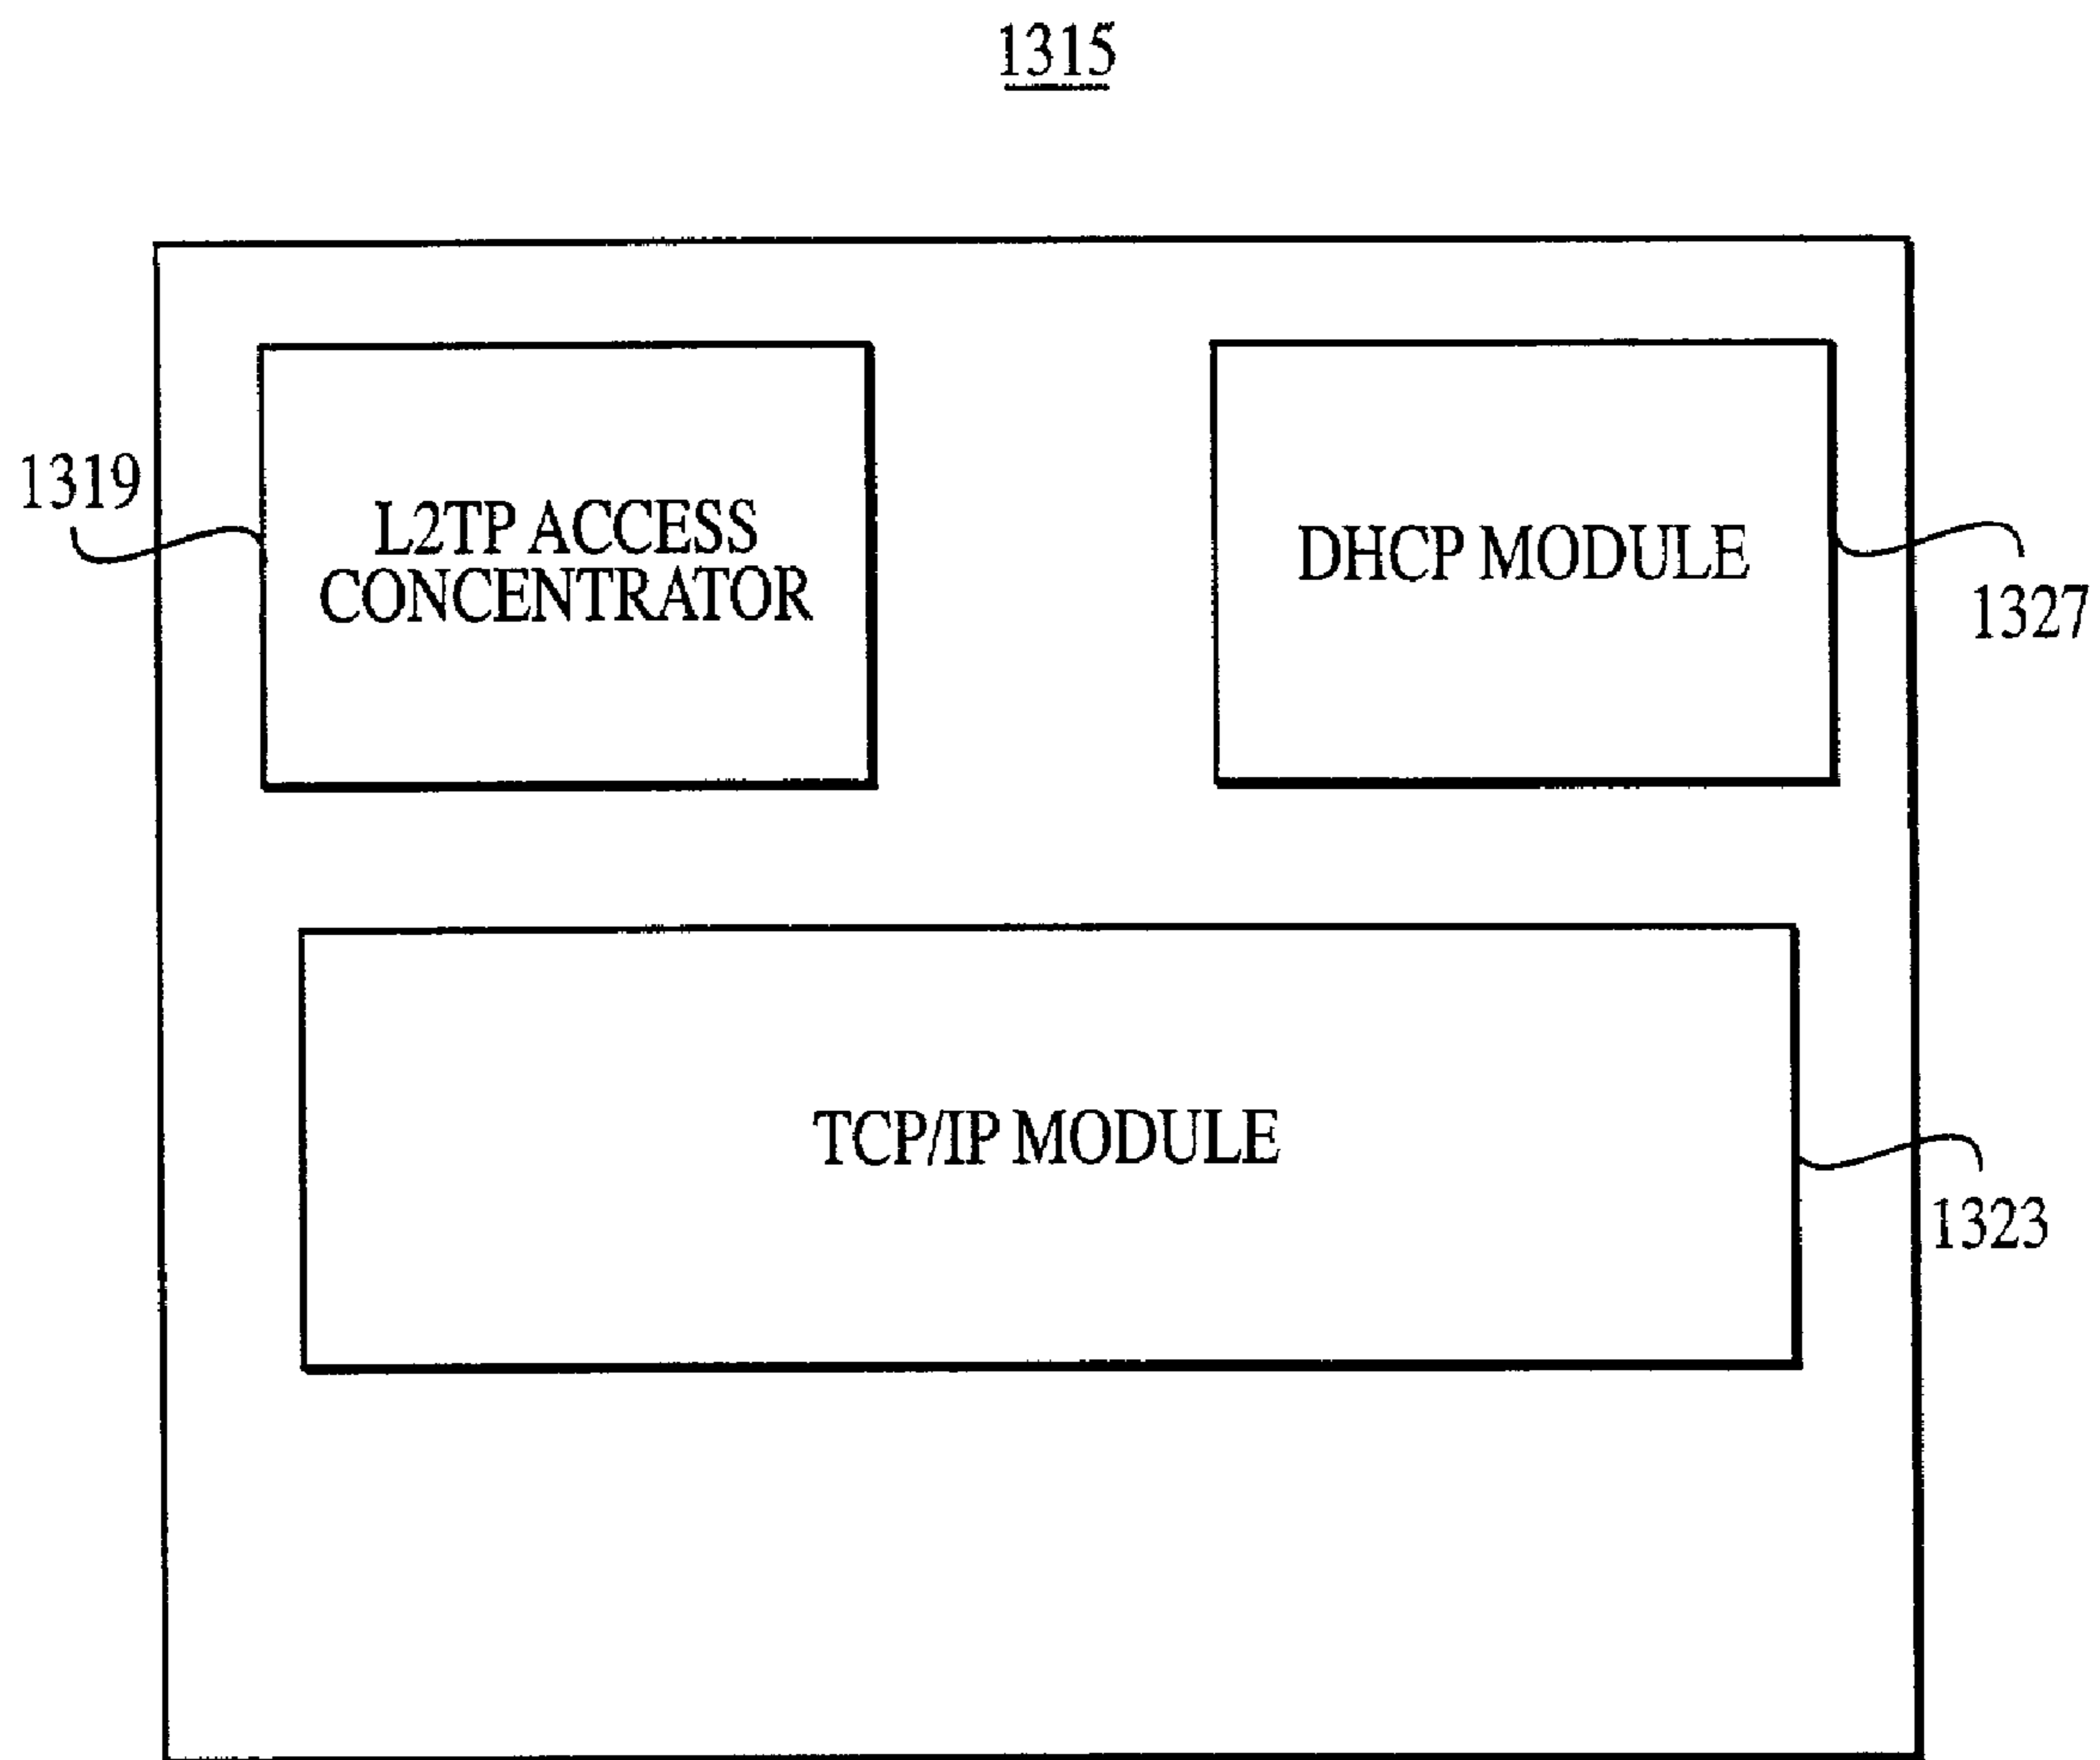 1315
1319
L2TP ACCESS
CONCENTRATOR
DHCP MODULE
1327
TCP/IP MODULE
1323